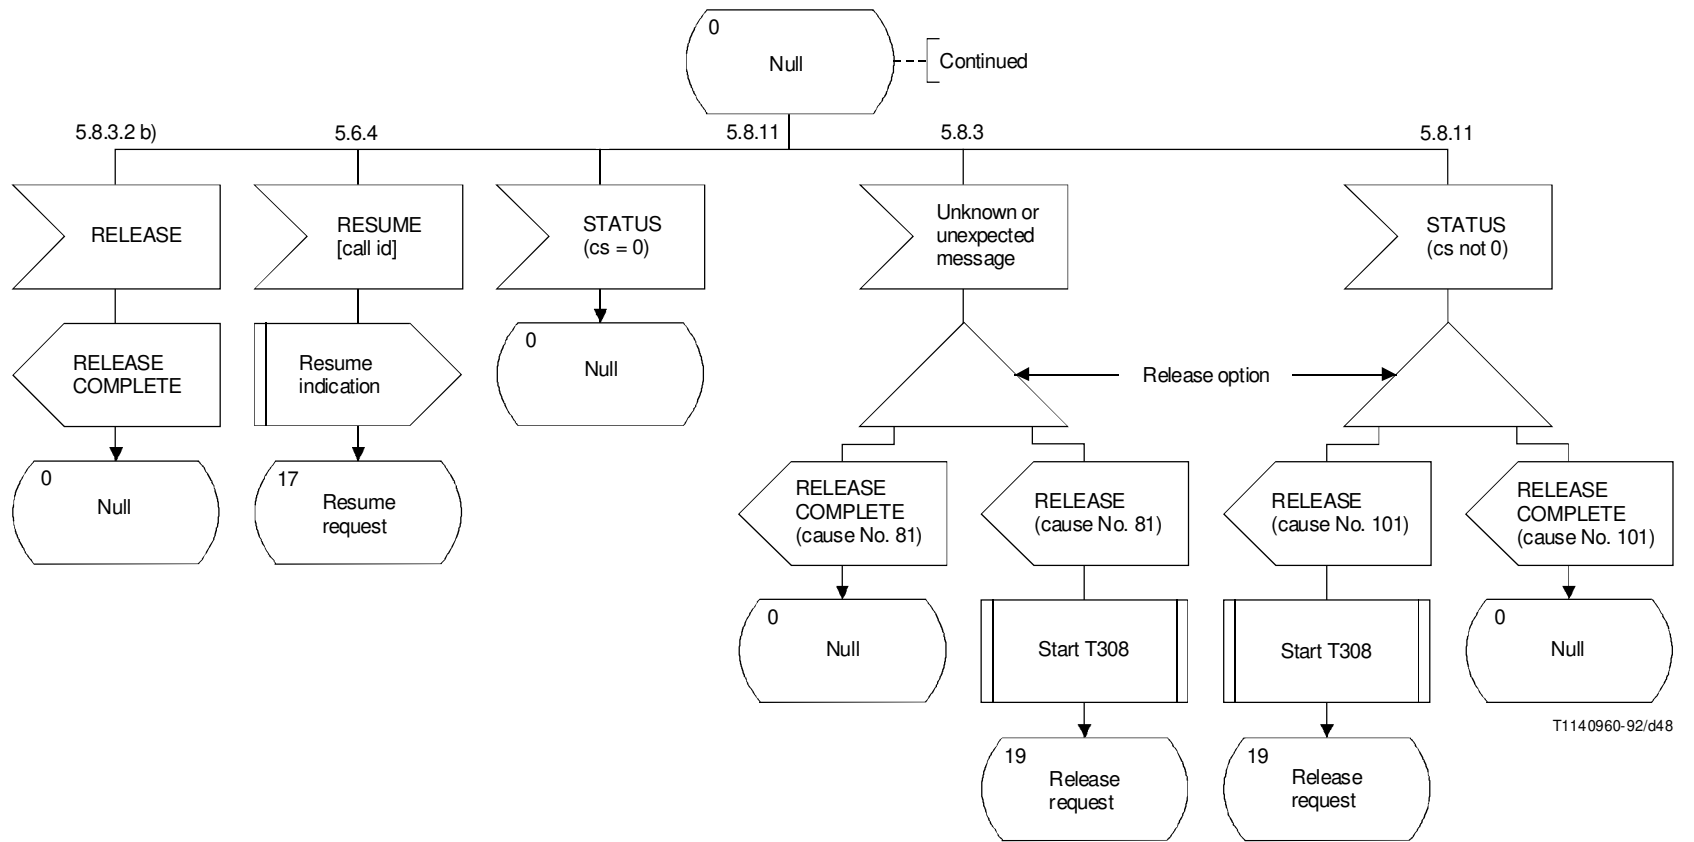 0
Null
Continued
5.8.3.2 b)
5.6.4
5.8.11
5.8.3
5.8.11
RELEASE
RESUME
[call id]
STATUS
(cs = 0)
Unknown or
unexpected
message
STATUS
(cs not 0)
RELEASE
COMPLETE
Resume
indication
0
Null
Release option
0
Null
17
Resume
request
RELEASE
COMPLETE
(cause No. 81)
RELEASE
(cause No. 81)
RELEASE
(cause No. 101)
RELEASE
COMPLETE
(cause No. 101)
0
Null
Start T308
Start T308
0
Null
T1140960-92/d48
19
Release
request
19
Release
request